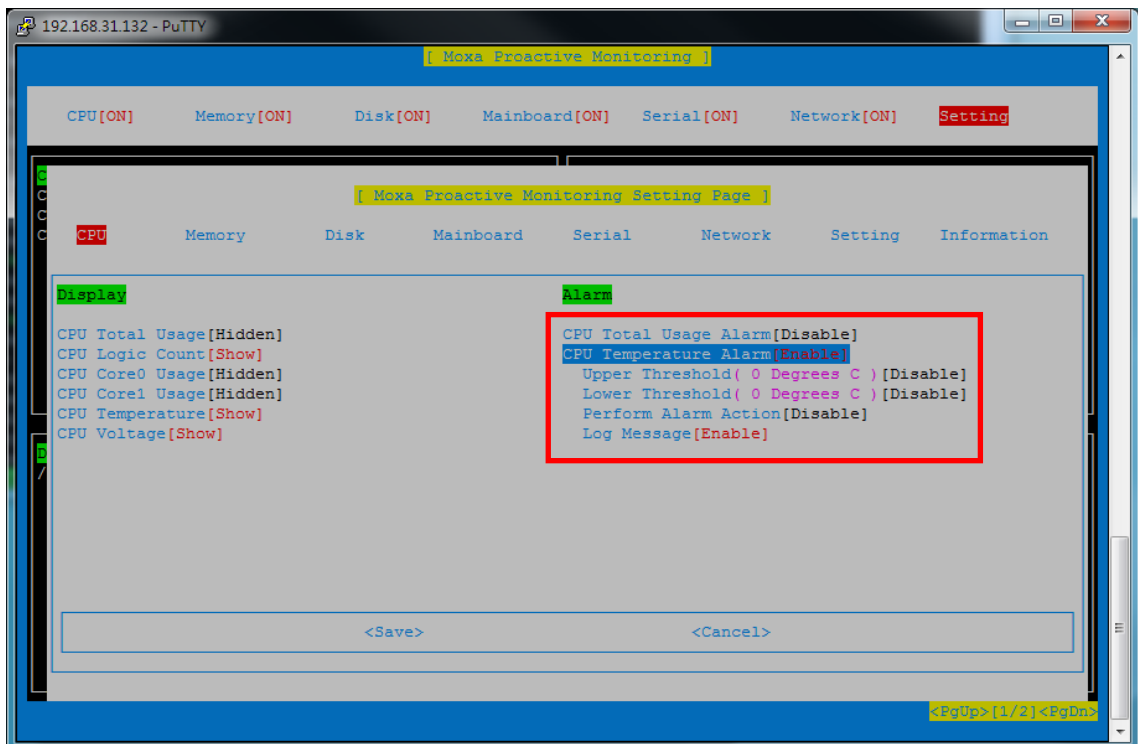 192.168.31.132 - PuTTY
[ Moxa Proactive Monitoring ]
CPU[ON] Memory[ON] Disk[ON] Mainboard[ON] Serial[ON] Network[ON] Setting
[ Moxa Proactive Monitoring Setting Page ]
CPU Memory Disk Mainboard Serial Network Setting Information
Display Alarm
CPU Total Usage[Hidden] CPU Total Usage Alarm[Disable]
CPU Logic Count[Show] CPU Temperature Alarm[Enable]
CPU Core0 Usage[Hidden] Upper Threshold( 0 Degrees C )[Disable]
CPU Core1 Usage[Hidden] Lower Threshold( 0 Degrees C )[Disable]
CPU Temperature[Show] Perform Alarm Action[Disable]
CPU Voltage[Show] Log Message[Enable]
<Save> <Cancel>
<PgUp>[1/2]<PgDn>